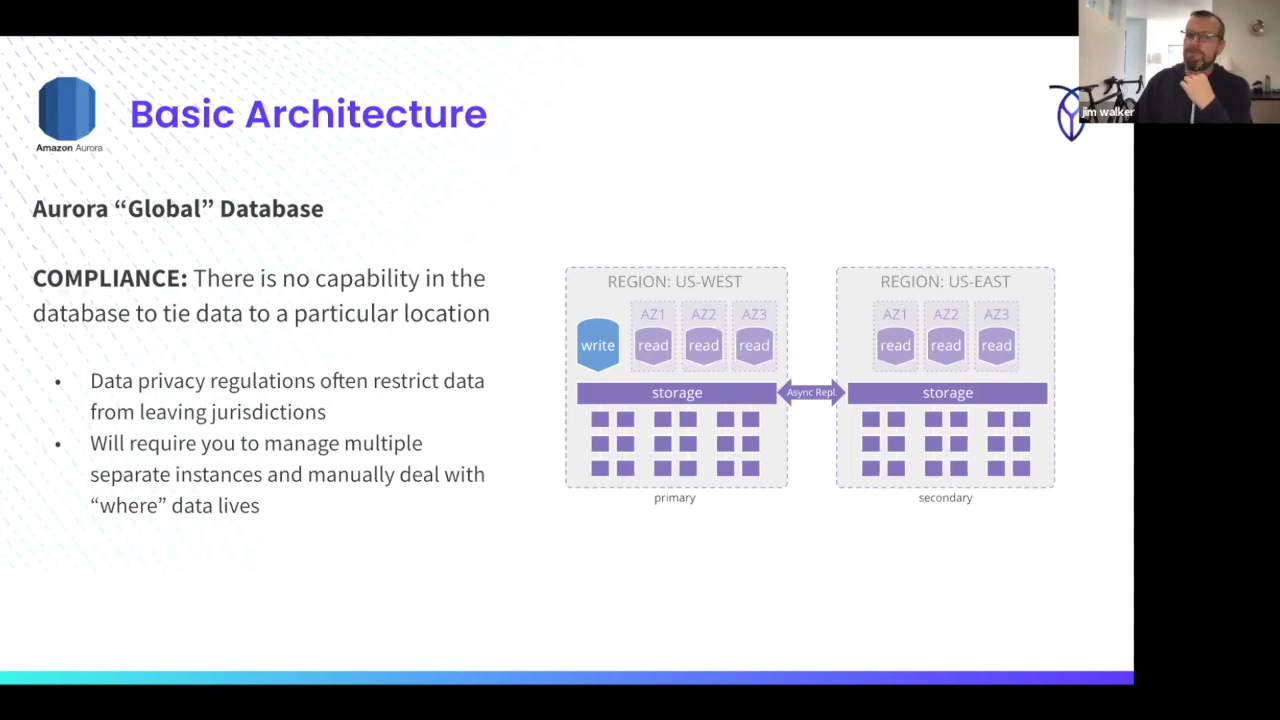 Basic Architecture
Amazon Aurora
jim walker
Aurora “Global” Database
COMPLIANCE: There is no capability in the
database to tie data to a particular location
• Data privacy regulations often restrict data
from leaving jurisdictions
• Will require you to manage multiple
separate instances and manually deal with
“where” data lives
REGION: US-WEST
AZ1 AZ2 AZ3
write read read read
storage
primary
Async Repl.
REGION: US-EAST
AZ1 AZ2 AZ3
read read read
storage
secondary